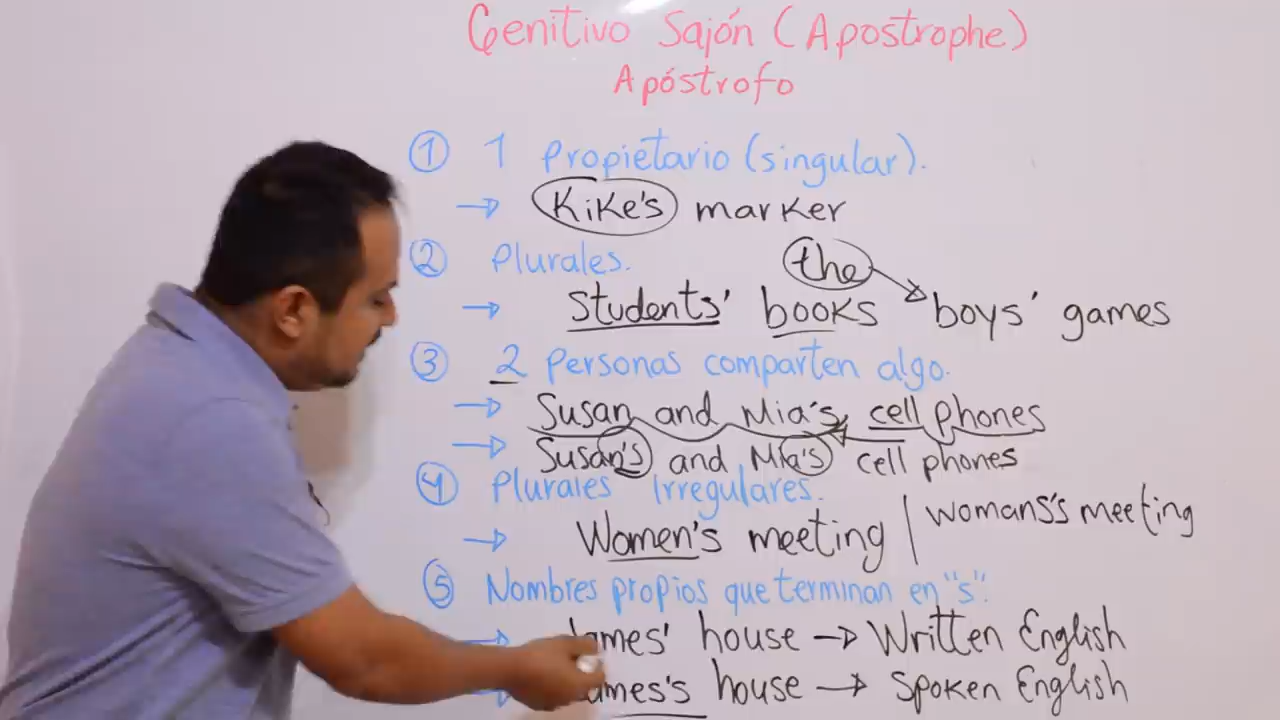 Genitivo Sajón (Apostrophe)
Apóstrofo
① 1 Propietario (singular).
→ Kike's marker
② Plurales.
the
→ Students' books boys' games
③ 2 Personas comparten algo.
→ Susan and Mia's cell phones
→ Susan's and Mia's cell phones
④ Plurales Irregulares.
→ Women's meeting | womans's meeting
⑤ Nombres propios que terminan en "s".
→ James' house → Written English
→ James's house → Spoken English